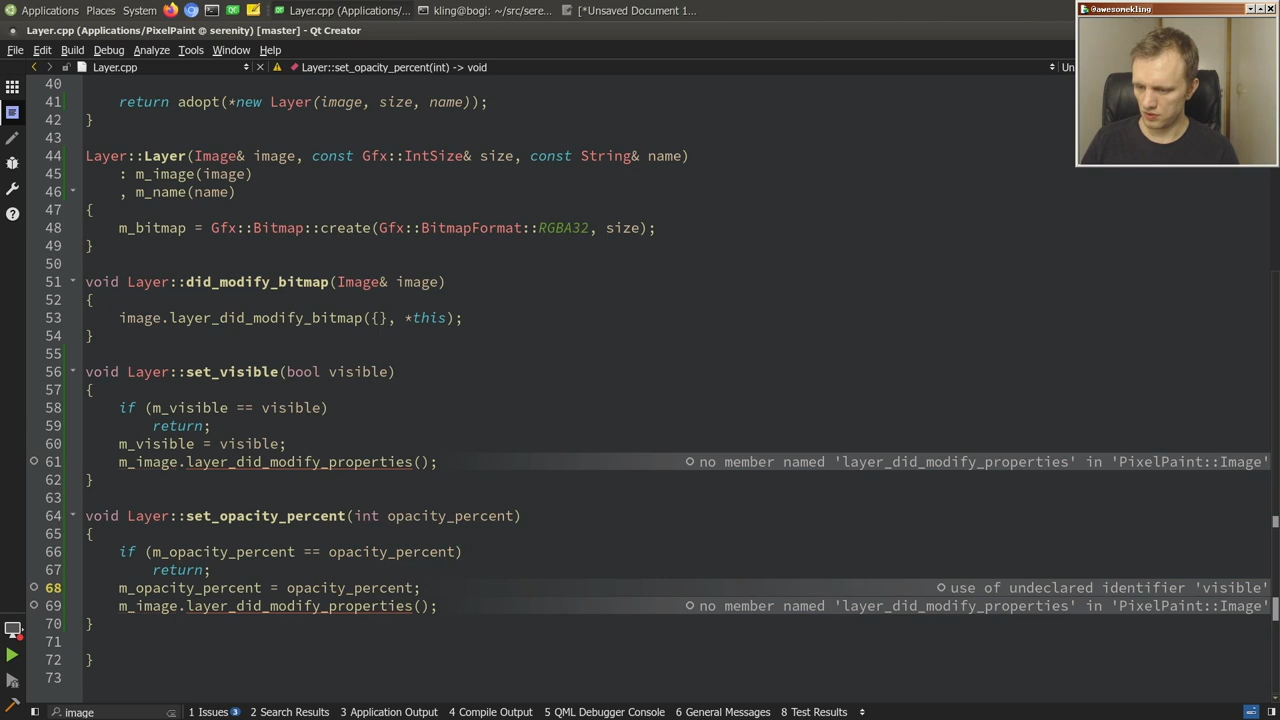 Applications Places System Layer.cpp (Applications/... kling@bogi: ~/src/sere... [*Unsaved Document 1...
@awesomekling
Layer.cpp (Applications/PixelPaint @ serenity) [master] - Qt Creator
File Edit Build Debug Analyze Tools Window Help
Layer.cpp Layer::set_opacity_percent(int) -> void Un
40
41 return adopt(*new Layer(image, size, name));
42 }
43
44 Layer::Layer(Image& image, const Gfx::IntSize& size, const String& name)
45 : m_image(image)
46 , m_name(name)
47 {
48 m_bitmap = Gfx::Bitmap::create(Gfx::BitmapFormat::RGBA32, size);
49 }
50
51 void Layer::did_modify_bitmap(Image& image)
52 {
53 image.layer_did_modify_bitmap({}, *this);
54 }
55
56 void Layer::set_visible(bool visible)
57 {
58 if (m_visible == visible)
59 return;
60 m_visible = visible;
61 m_image.layer_did_modify_properties(); no member named 'layer_did_modify_properties' in 'PixelPaint::Image'
62 }
63
64 void Layer::set_opacity_percent(int opacity_percent)
65 {
66 if (m_opacity_percent == opacity_percent)
67 return;
68 m_opacity_percent = opacity_percent; use of undeclared identifier 'visible'
69 m_image.layer_did_modify_properties(); no member named 'layer_did_modify_properties' in 'PixelPaint::Image'
70 }
71
72 }
73
image 1 Issues 3 2 Search Results 3 Application Output 4 Compile Output 5 QML Debugger Console 6 General Messages 8 Test Results